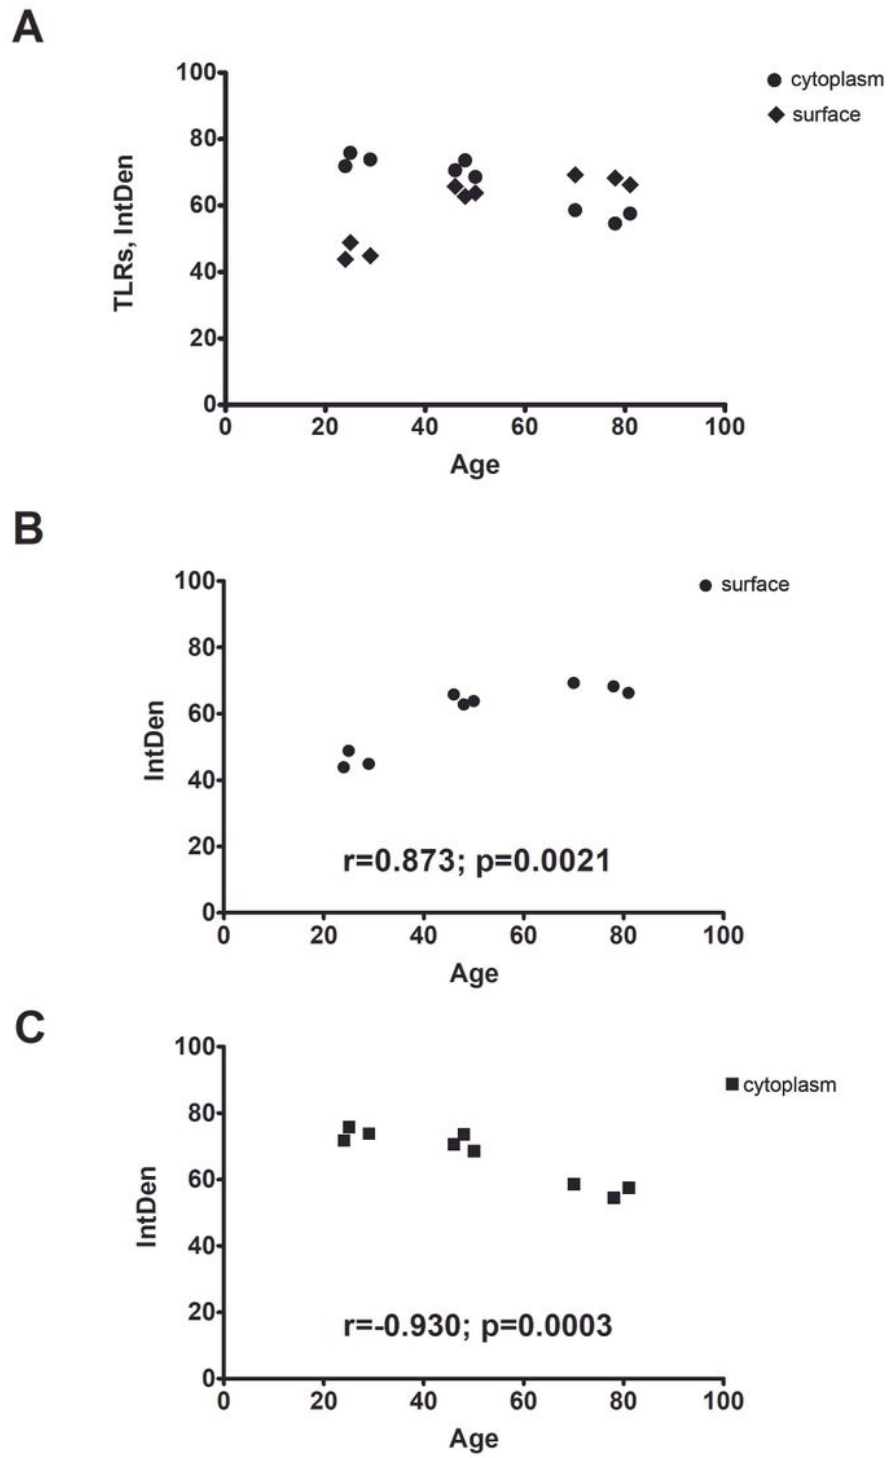 A
cytoplasm
surface
100
80
60
40
20
0
TLRs, IntDen
0 20 40 60 80 100
Age
B
surface
100
80
60
40
20
0
IntDen
r=0.873; p=0.0021
0 20 40 60 80 100
Age
C
cytoplasm
100
80
60
40
20
0
IntDen
r=-0.930; p=0.0003
0 20 40 60 80 100
Age